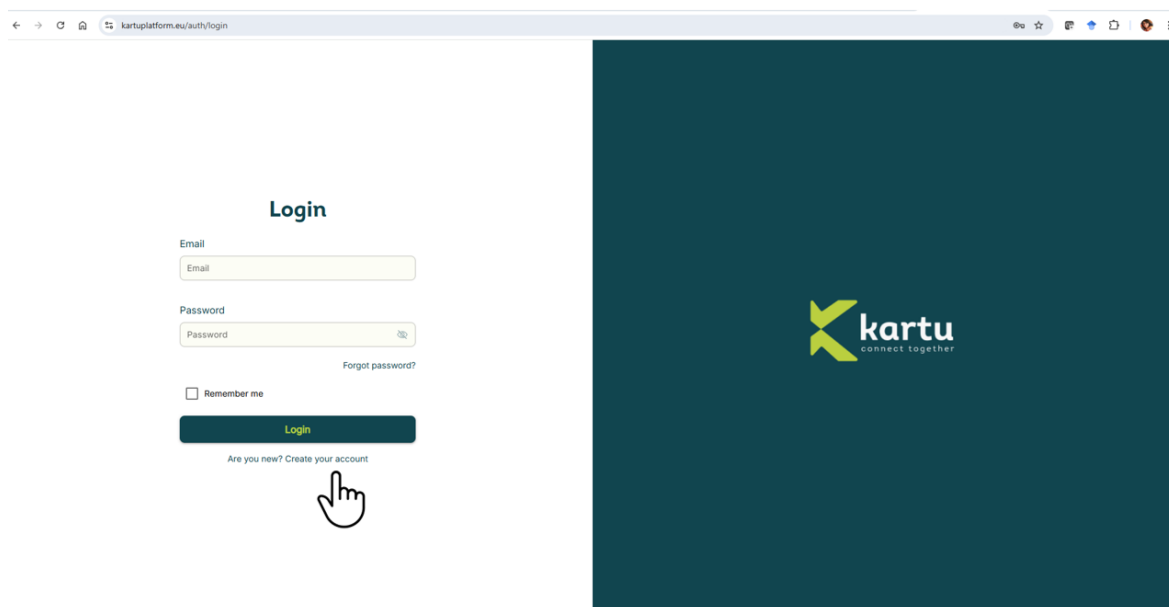 kartuplatform.eu/auth/login
Login
Email
Email
Password
Password
Forgot password?
Remember me
Login
Are you new? Create your account
kartu
connect together